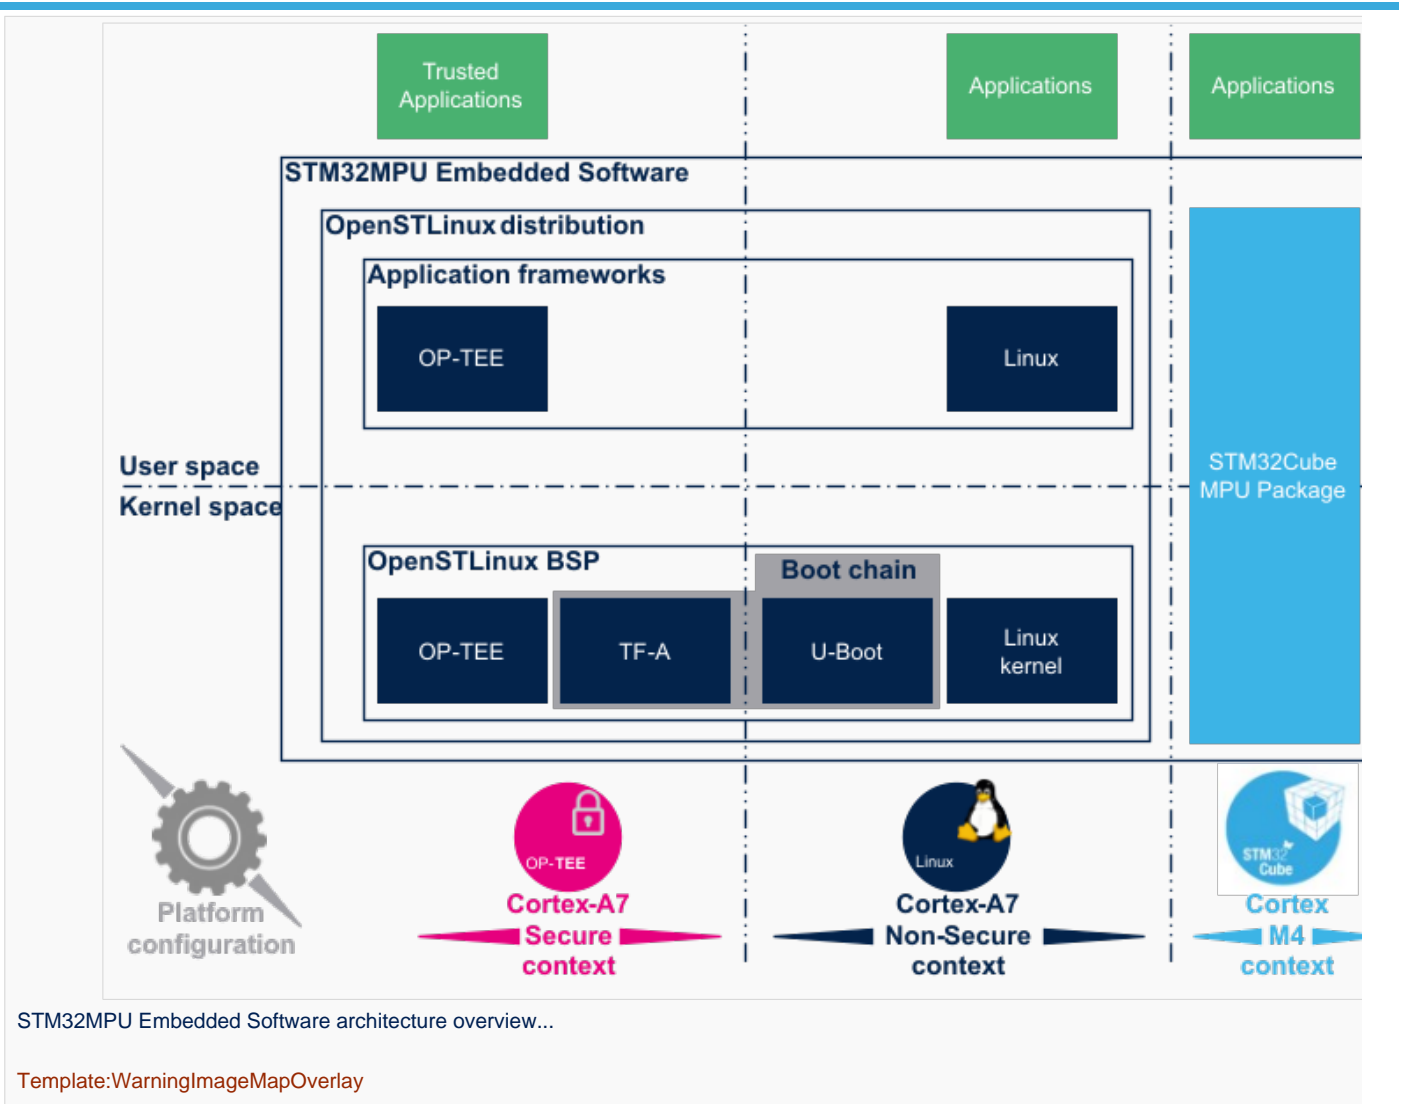 Trusted
Applications
Applications
Applications
STM32MPU Embedded Software
OpenSTLinux distribution
Application frameworks
OP-TEE
Linux
User space
Kernel space
STM32Cube
MPU Package
OpenSTLinux BSP
Boot chain
OP-TEE
TF-A
U-Boot
Linux
kernel
OP-TEE
Linux
STM32
Cube
Platform
configuration
Cortex-A7
Secure
context
Cortex-A7
Non-Secure
context
Cortex
M4
context
STM32MPU Embedded Software architecture overview...
Template:WarningImageMapOverlay